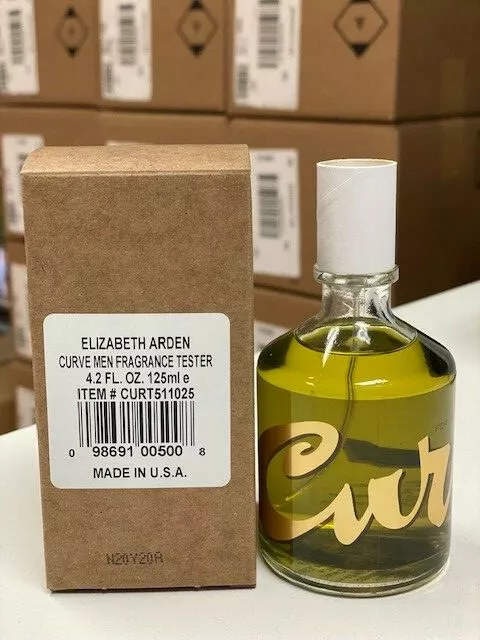 ELIZABETH ARDEN
CURVE MEN FRAGRANCE TESTER
4.2 FL. OZ. 125ml e
ITEM # CURT511025
0 98691 00500 8
MADE IN U.S.A.
N20Y20A
Cur